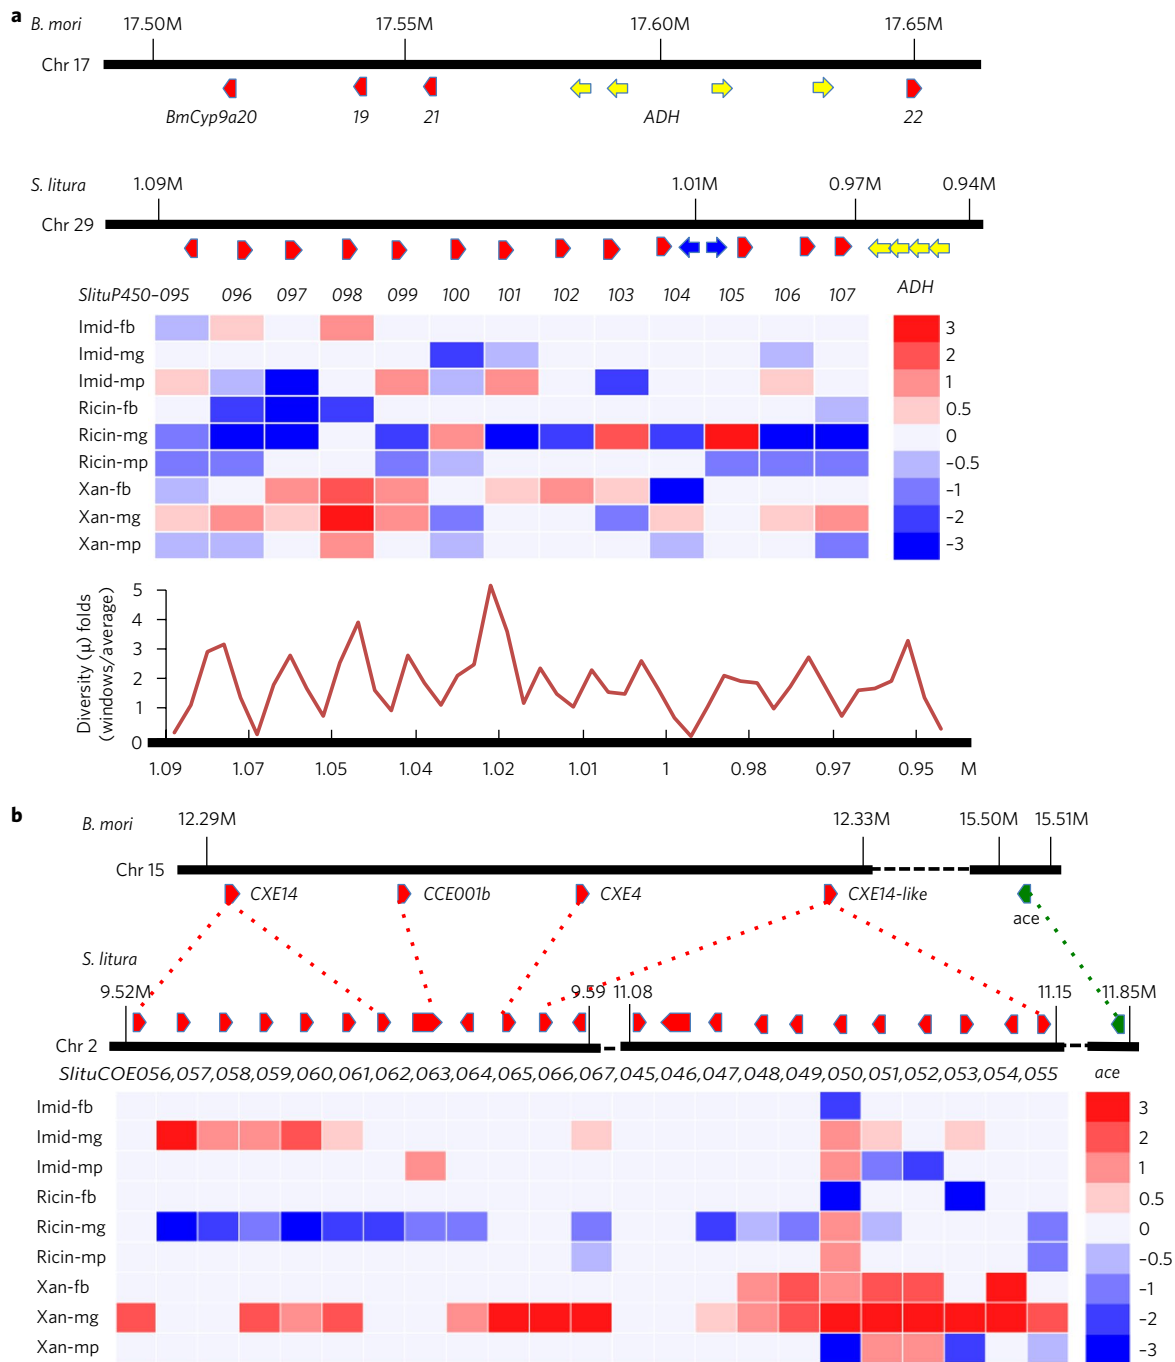 a
B. mori
17.50M 17.55M 17.60M 17.65M
Chr 17
BmCyp9a20 19 21 ADH 22
S. litura
1.09M 1.01M 0.97M 0.94M
Chr 29
SlituP450-095 096 097 098 099 100 101 102 103 104 105 106 107 ADH
Imid-fb
Imid-mg
Imid-mp
Ricin-fb
Ricin-mg
Ricin-mp
Xan-fb
Xan-mg
Xan-mp
3
2
1
0.5
0
-0.5
-1
-2
-3
Diversity (μ) folds
(windows/average)
5
4
3
2
1
0
1.09 1.07 1.05 1.04 1.02 1.01 1 0.98 0.97 0.95 M
b
B. mori
12.29M 12.33M 15.50M 15.51M
Chr 15
CXE14 CCE001b CXE4 CXE14-like
ace
S. litura
9.52M 9.59 11.08 11.15 11.85M
Chr 2
SlituCOE056,057,058,059,060,061,062,063,064,065,066,067,045,046,047,048,049,050,051,052,053,054,055 ace
Imid-fb
Imid-mg
Imid-mp
Ricin-fb
Ricin-mg
Ricin-mp
Xan-fb
Xan-mg
Xan-mp
3
2
1
0.5
0
-0.5
-1
-2
-3